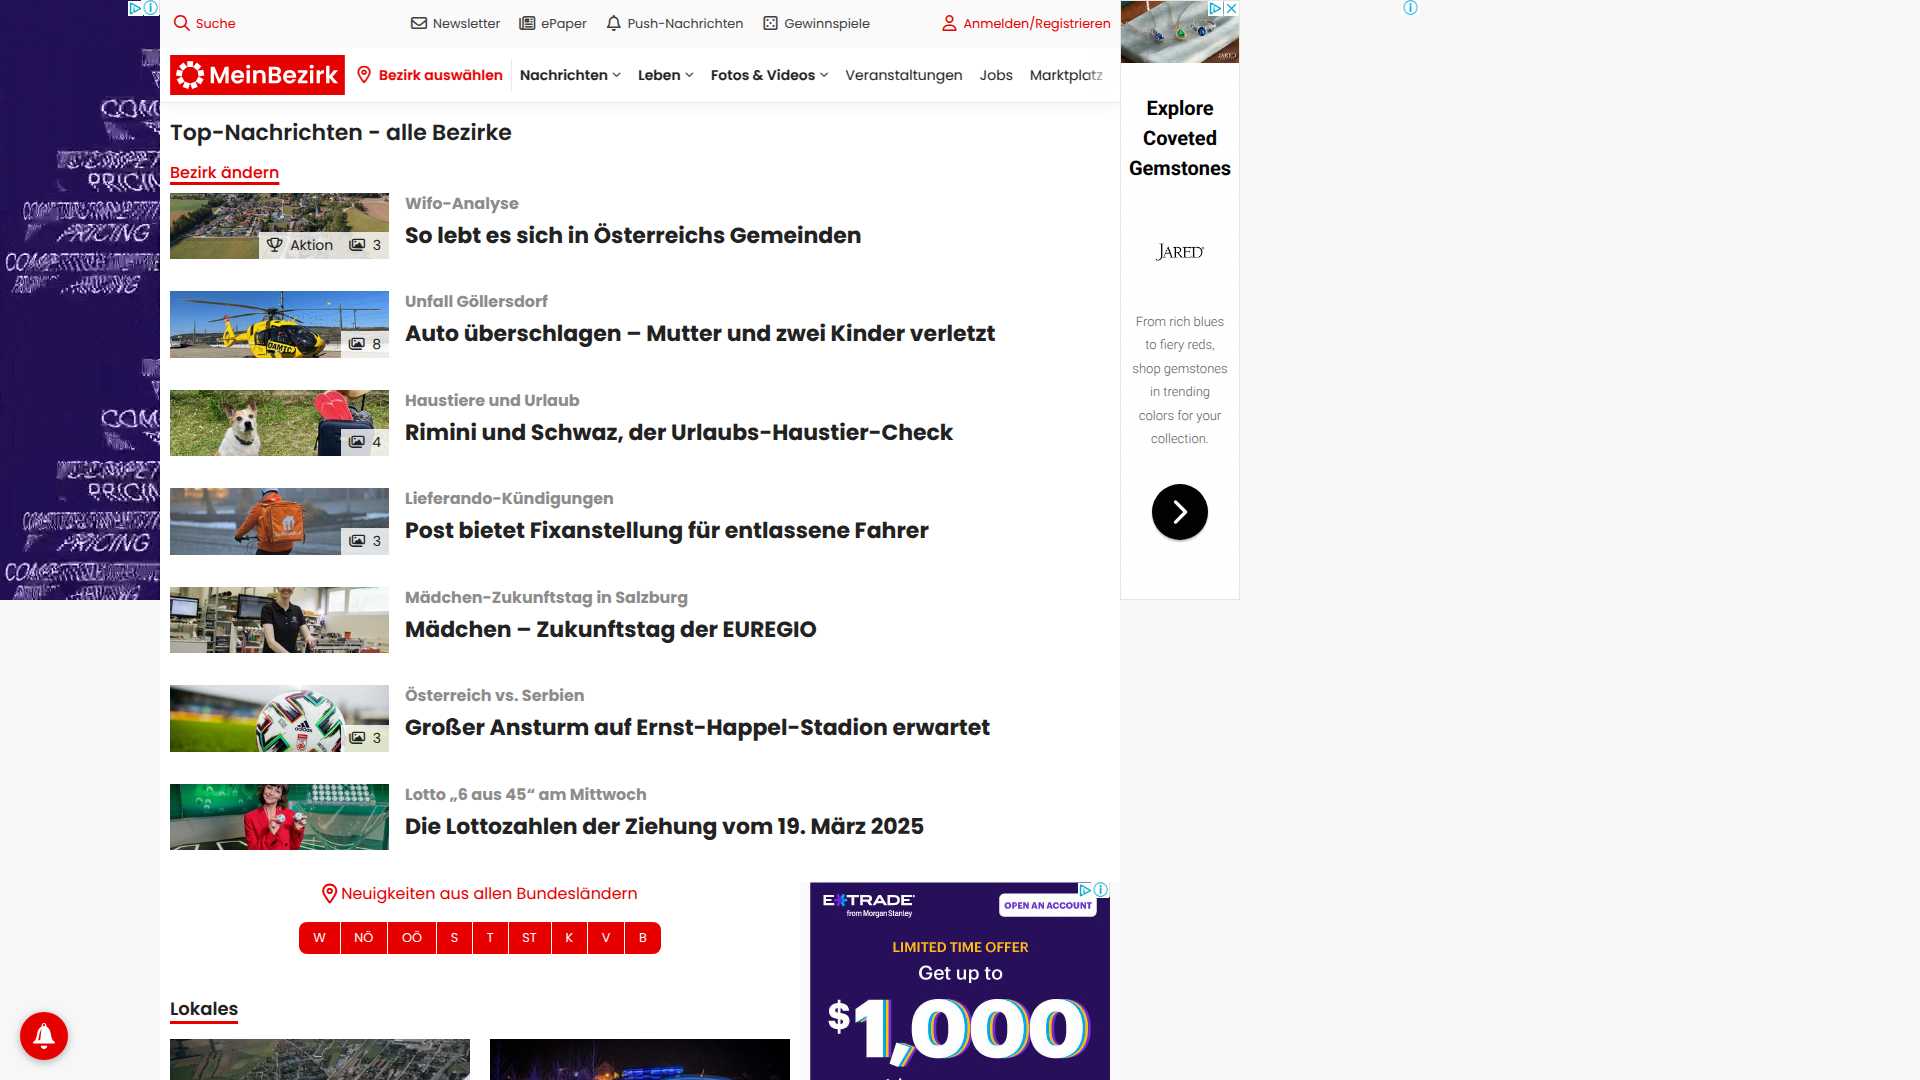 Suche
Newsletter
ePaper
Push-Nachrichten
Gewinnspiele
Anmelden/Registrieren
MeinBezirk
Bezirk auswählen
Nachrichten
Leben
Fotos & Videos
Veranstaltungen
Jobs
Marktplatz
Top-Nachrichten - alle Bezirke
Bezirk ändern
Aktion
3
Wifo-Analyse
So lebt es sich in Österreichs Gemeinden
ÖAMTC
8
Unfall Göllersdorf
Auto überschlagen – Mutter und zwei Kinder verletzt
4
Haustiere und Urlaub
Rimini und Schwaz, der Urlaubs-Haustier-Check
3
Lieferando-Kündigungen
Post bietet Fixanstellung für entlassene Fahrer
Mädchen-Zukunftstag in Salzburg
Mädchen – Zukunftstag der EUREGIO
adidas
3
Österreich vs. Serbien
Großer Ansturm auf Ernst-Happel-Stadion erwartet
Lotto „6 aus 45“ am Mittwoch
Die Lottozahlen der Ziehung vom 19. März 2025
Neuigkeiten aus allen Bundesländern
W
NÖ
OÖ
S
T
ST
K
V
B
Lokales
JARED
Explore
Coveted
Gemstones
JARED
From rich blues
to fiery reds,
shop gemstones
in trending
colors for your
collection.
E*TRADE
from Morgan Stanley
OPEN AN ACCOUNT
LIMITED TIME OFFER
Get up to
$1,000
PRICING
PRICING
PRICING
PRICING